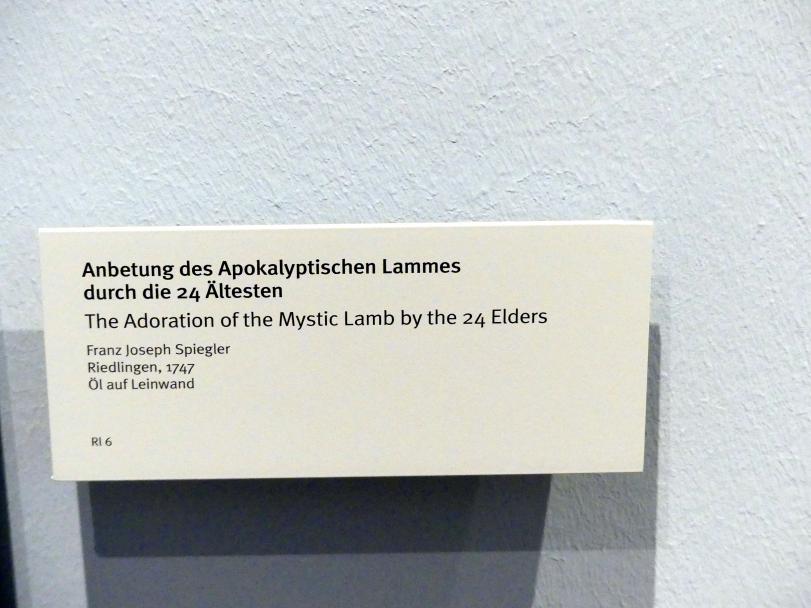 Anbetung des Apokalyptischen Lammes
durch die 24 Ältesten
The Adoration of the Mystic Lamb by the 24 Elders
Franz Joseph Spiegler
Riedlingen, 1747
Öl auf Leinwand
RI 6